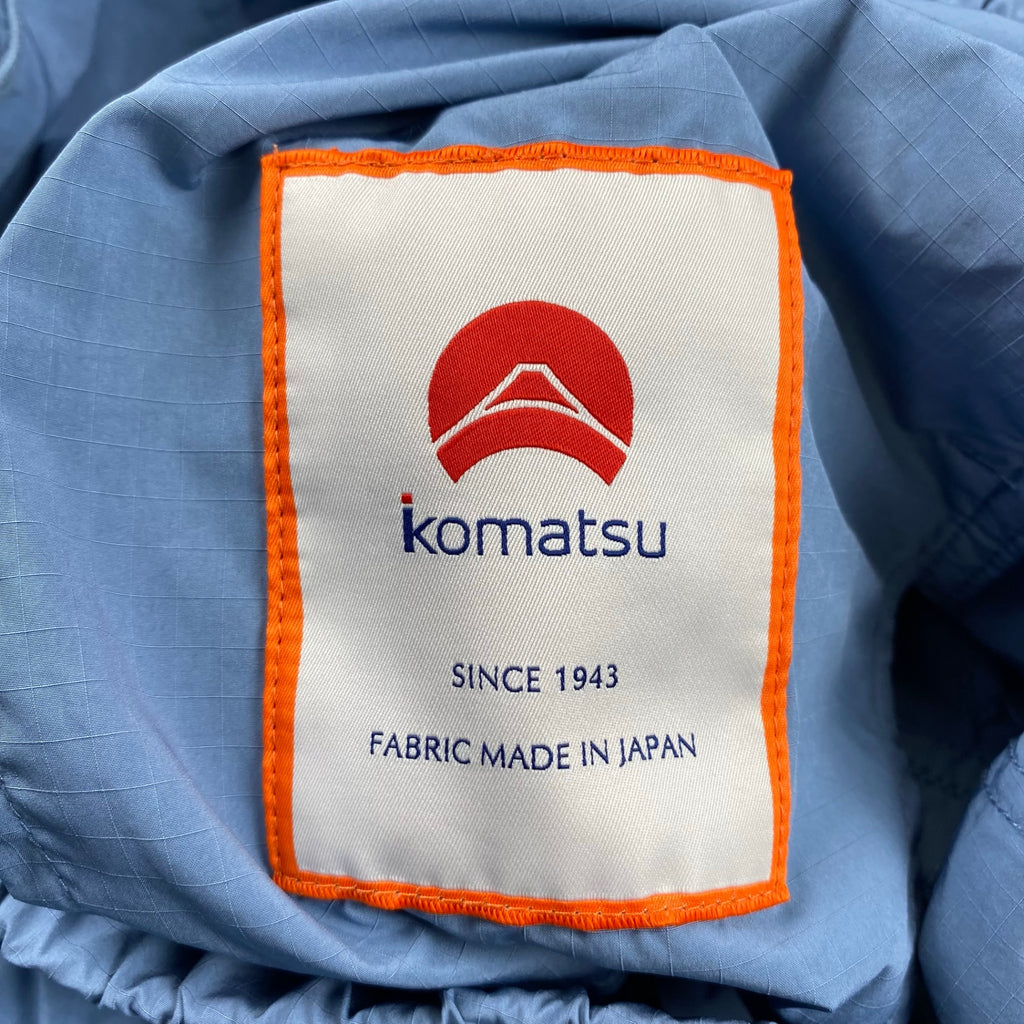 komatsu
SINCE 1943
FABRIC MADE IN JAPAN